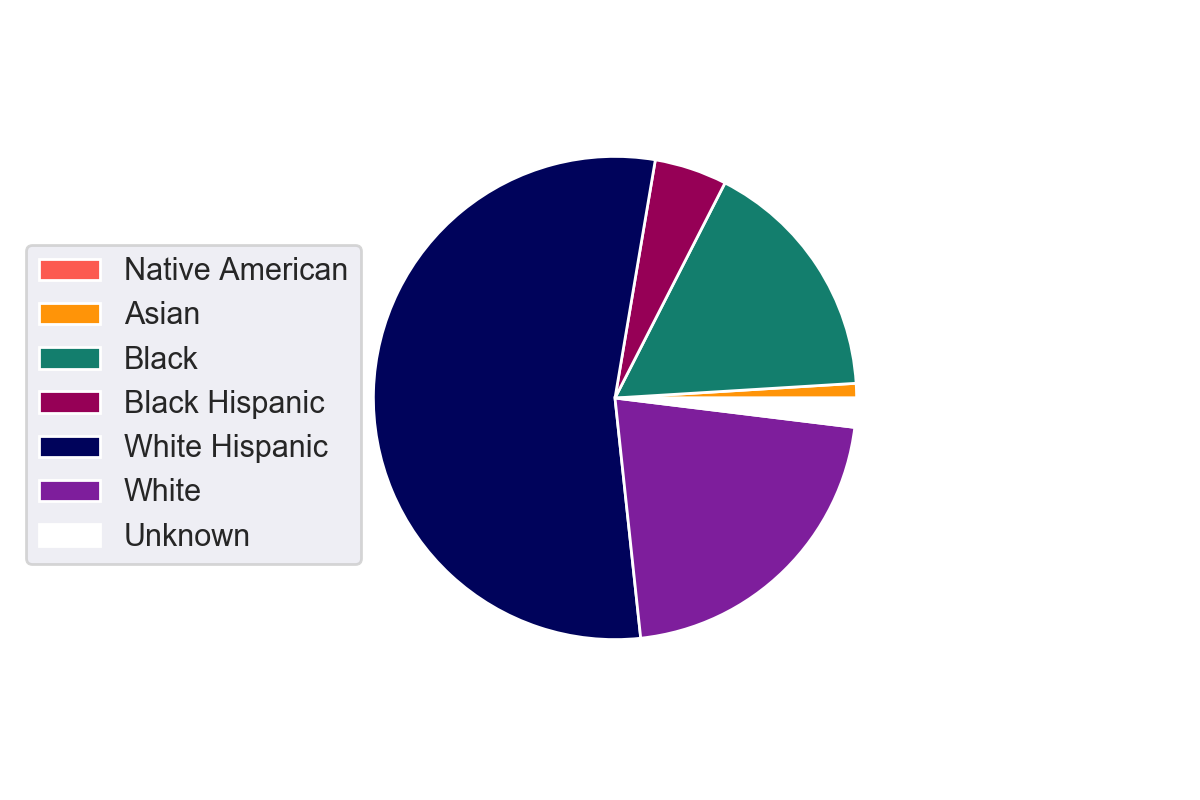 Native American
Asian
Black
Black Hispanic
White Hispanic
White
Unknown